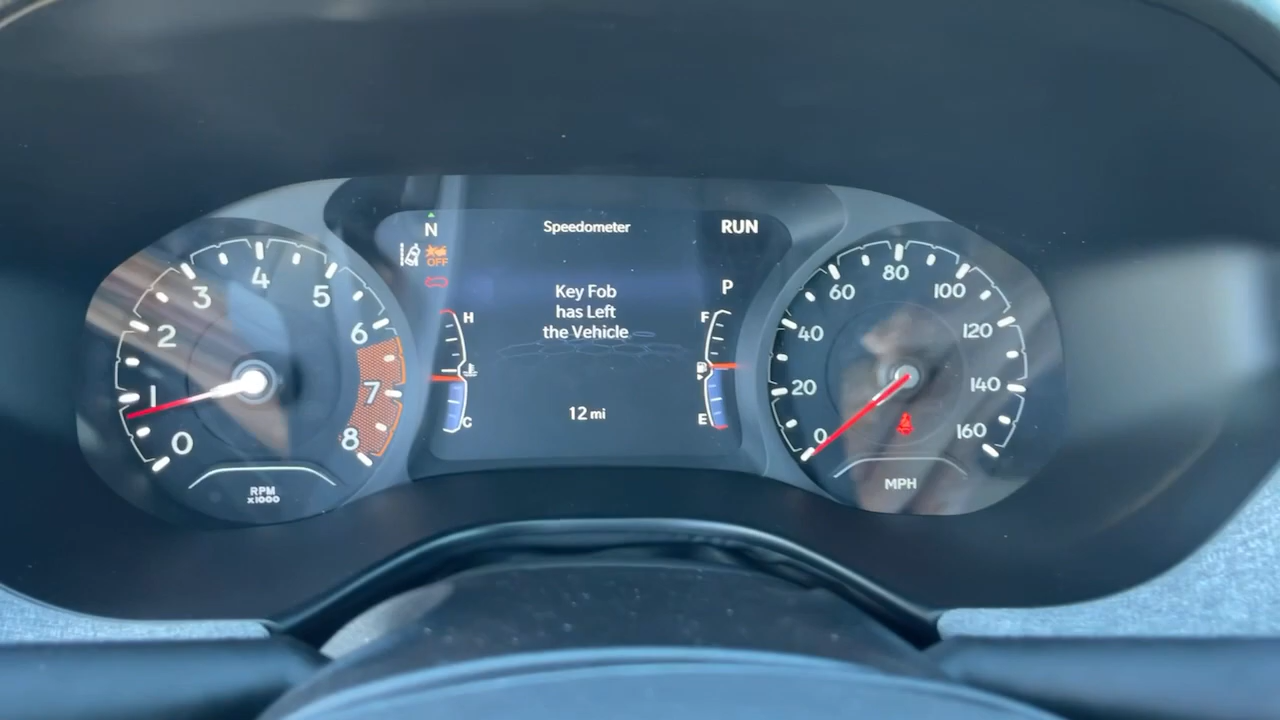 N
Speedometer
RUN
OFF
Key Fob
has Left
the Vehicle
P
H
C
F
E
12 mi
0
1
2
3
4
5
6
7
8
RPM
x1000
0
20
40
60
80
100
120
140
160
MPH